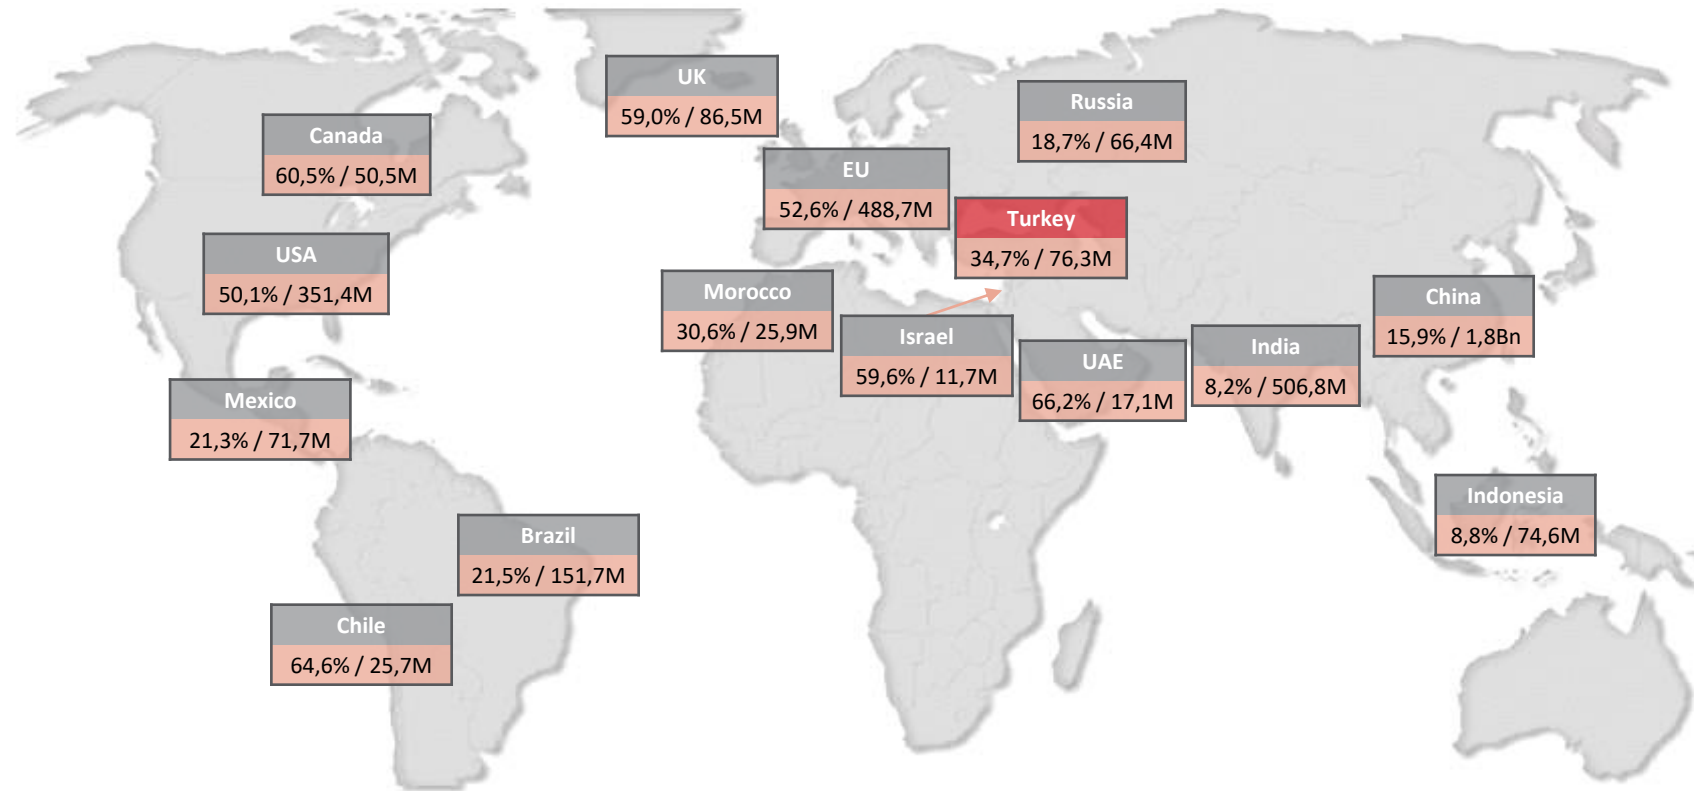 UK
59,0% / 86,5M
Russia
18,7% / 66,4M
Canada
60,5% / 50,5M
EU
52,6% / 488,7M
Turkey
34,7% / 76,3M
USA
50,1% / 351,4M
Morocco
30,6% / 25,9M
China
15,9% / 1,8Bn
Israel
59,6% / 11,7M
India
8,2% / 506,8M
UAE
66,2% / 17,1M
Mexico
21,3% / 71,7M
Indonesia
8,8% / 74,6M
Brazil
21,5% / 151,7M
Chile
64,6% / 25,7M